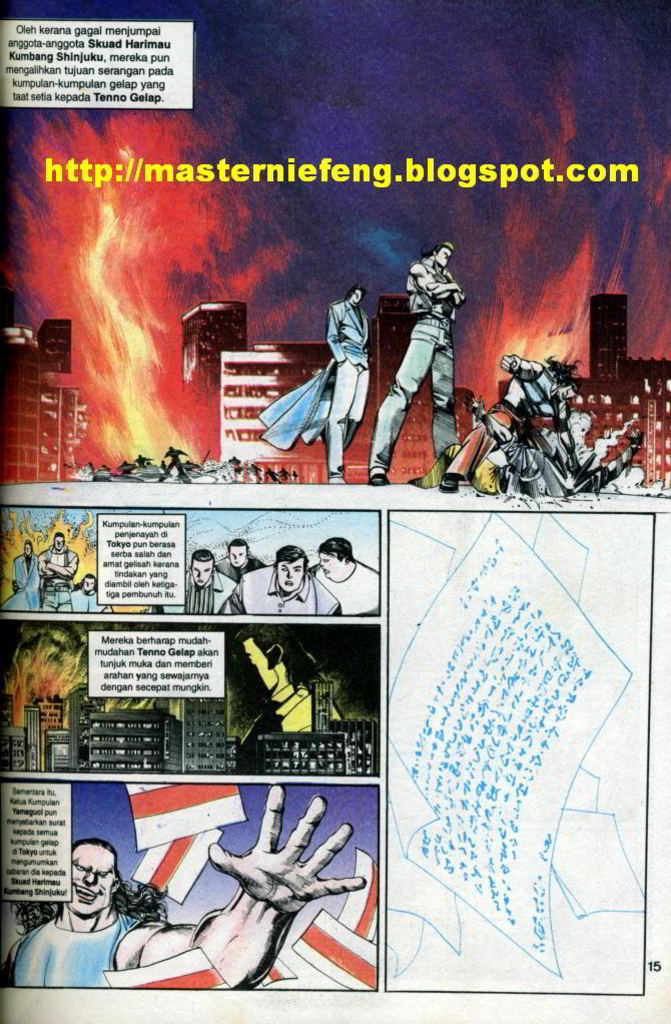 Oleh kerana gagal menjumpai
anggota-anggota Skuad Harimau
Kumbang Shinjuku, mereka pun
mengalihkan tujuan serangan pada
kumpulan-kumpulan gelap yang
taat setia kepada Tenno Gelap.
http://masterniefeng.blogspot.com
Kumpulan-kumpulan
penjenayah di
Tokyo pun berasa
serba salah dan
amat gelisah kerana
tindakan yang
diambil oleh ketiga-
tiga pembunuh itu.
Mereka berharap mudah-
mudahan Tenno Gelap akan
tunjuk muka dan memberi
arahan yang sewajarnya
dengan secepat mungkin.
Sementara itu,
Ketua Kumpulan
Yamaguci pun
menyebarkan surat
kepada semua
kumpulan gelap di
Tokyo untuk
mengumumkan
cabaran dia kepada
Skuad Harimau
Kumbang Shinjuku!
15